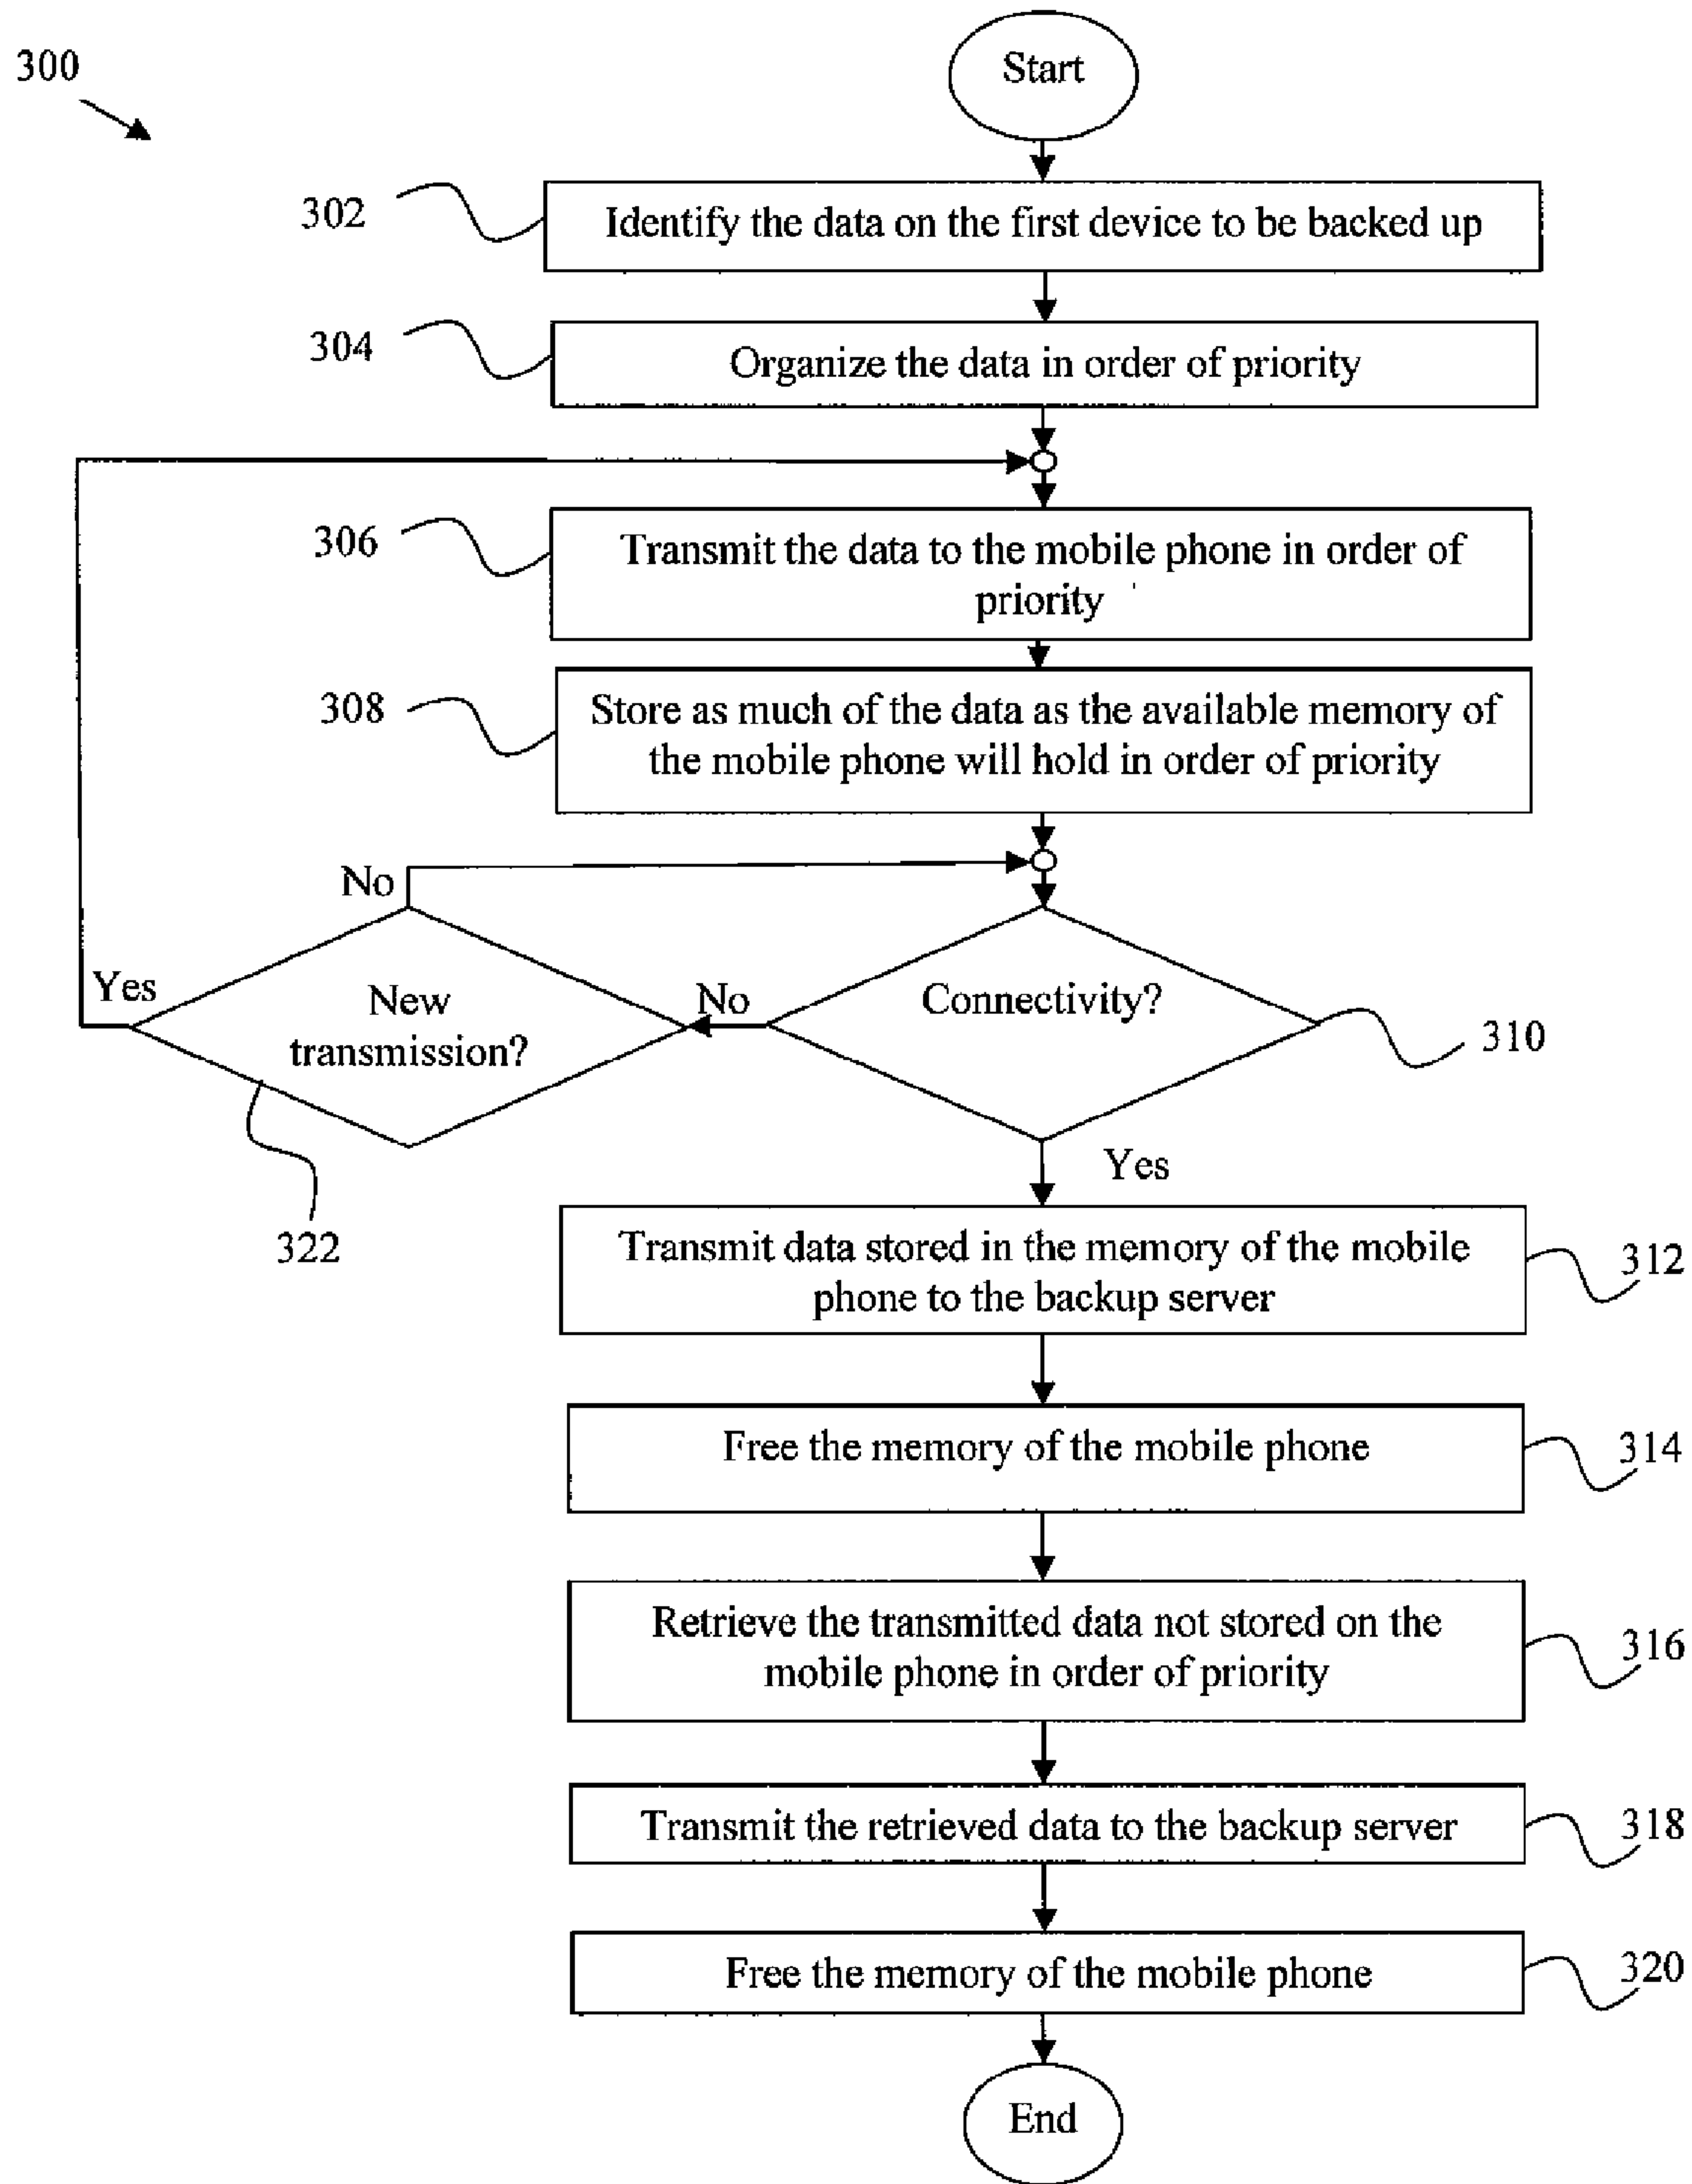 300
Start
302
Identify the data on the first device to be backed up
304
Organize the data in order of priority
306
Transmit the data to the mobile phone in order of
priority
308
Store as much of the data as the available memory of
the mobile phone will hold in order of priority
No
Yes
New
transmission?
No
Connectivity?
310
322
Yes
Transmit data stored in the memory of the mobile
phone to the backup server
312
Free the memory of the mobile phone
314
Retrieve the transmitted data not stored on the
mobile phone in order of priority
316
Transmit the retrieved data to the backup server
318
Free the memory of the mobile phone
320
End